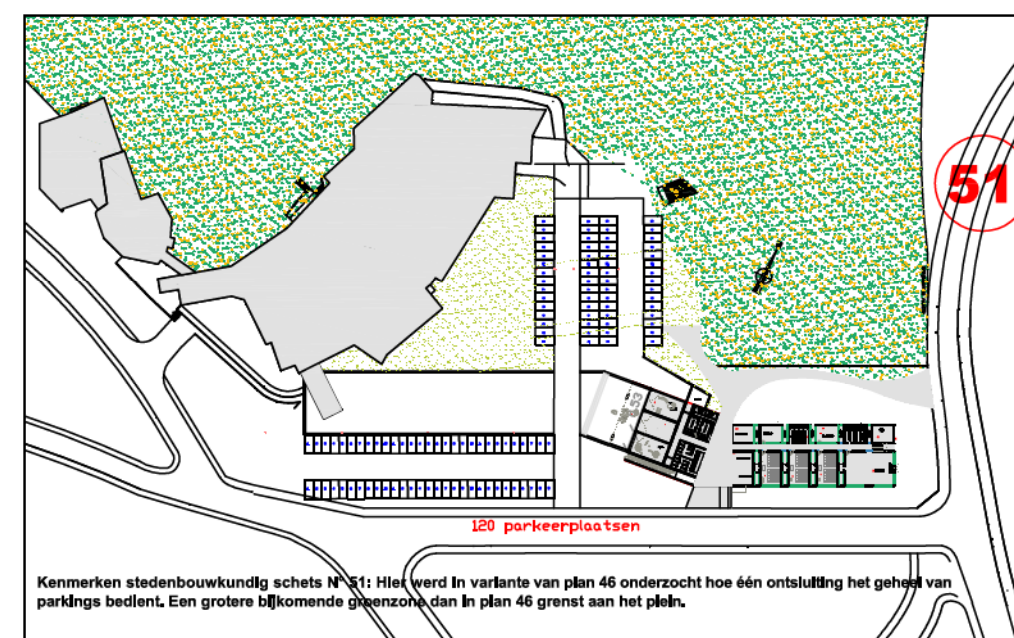 51
53
120 parkeerplaatsen
Kenmerken stedenbouwkundig schets N° 51: Hier werd in variante van plan 46 onderzocht hoe één ontsluiting het geheel van
parkings bedient. Een grotere bijkomende groenzone dan in plan 46 grenst aan het plein.